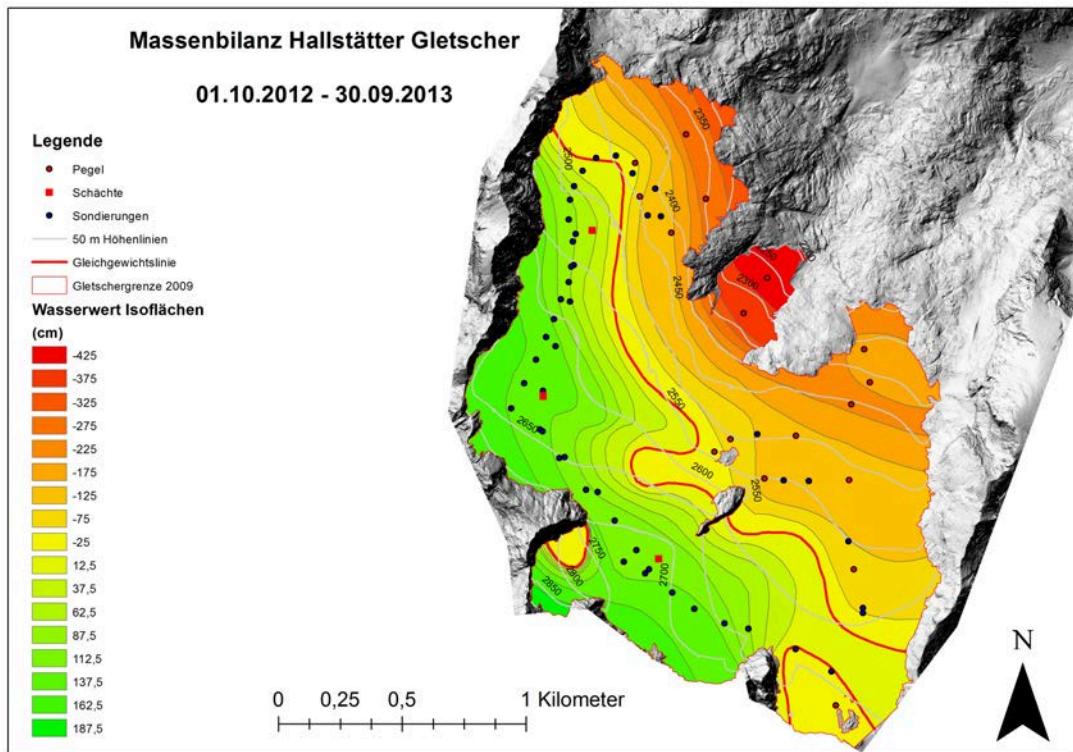 Massenbilanz Hallstätter Gletscher
01.10.2012 - 30.09.2013
Legende
Pegel
Schächte
Sondierungen
50 m Höhenlinien
Gleichgewichtslinie
Gletschergrenze 2009
Wasserwert Isoflächen
(cm)
-425
-375
-325
-275
-225
-175
-125
-75
-25
12,5
37,5
62,5
87,5
112,5
137,5
162,5
187,5
2350
2500
2400
2450
2300
2550
2650
2600
2550
2750
2700
2800
2850
0 0,25 0,5 1 Kilometer
N